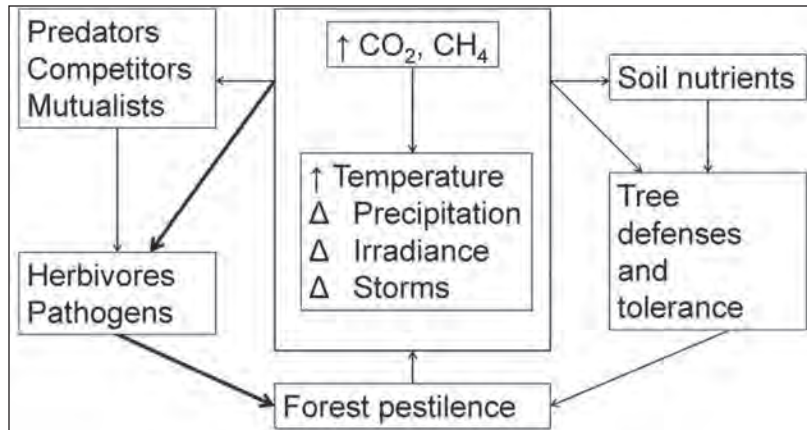 Predators
Competitors
Mutualists
↑ CO₂, CH₄
Soil nutrients
↑ Temperature
Δ Precipitation
Δ Irradiance
Δ Storms
Tree
defenses
and
tolerance
Herbivores
Pathogens
Forest pestilence